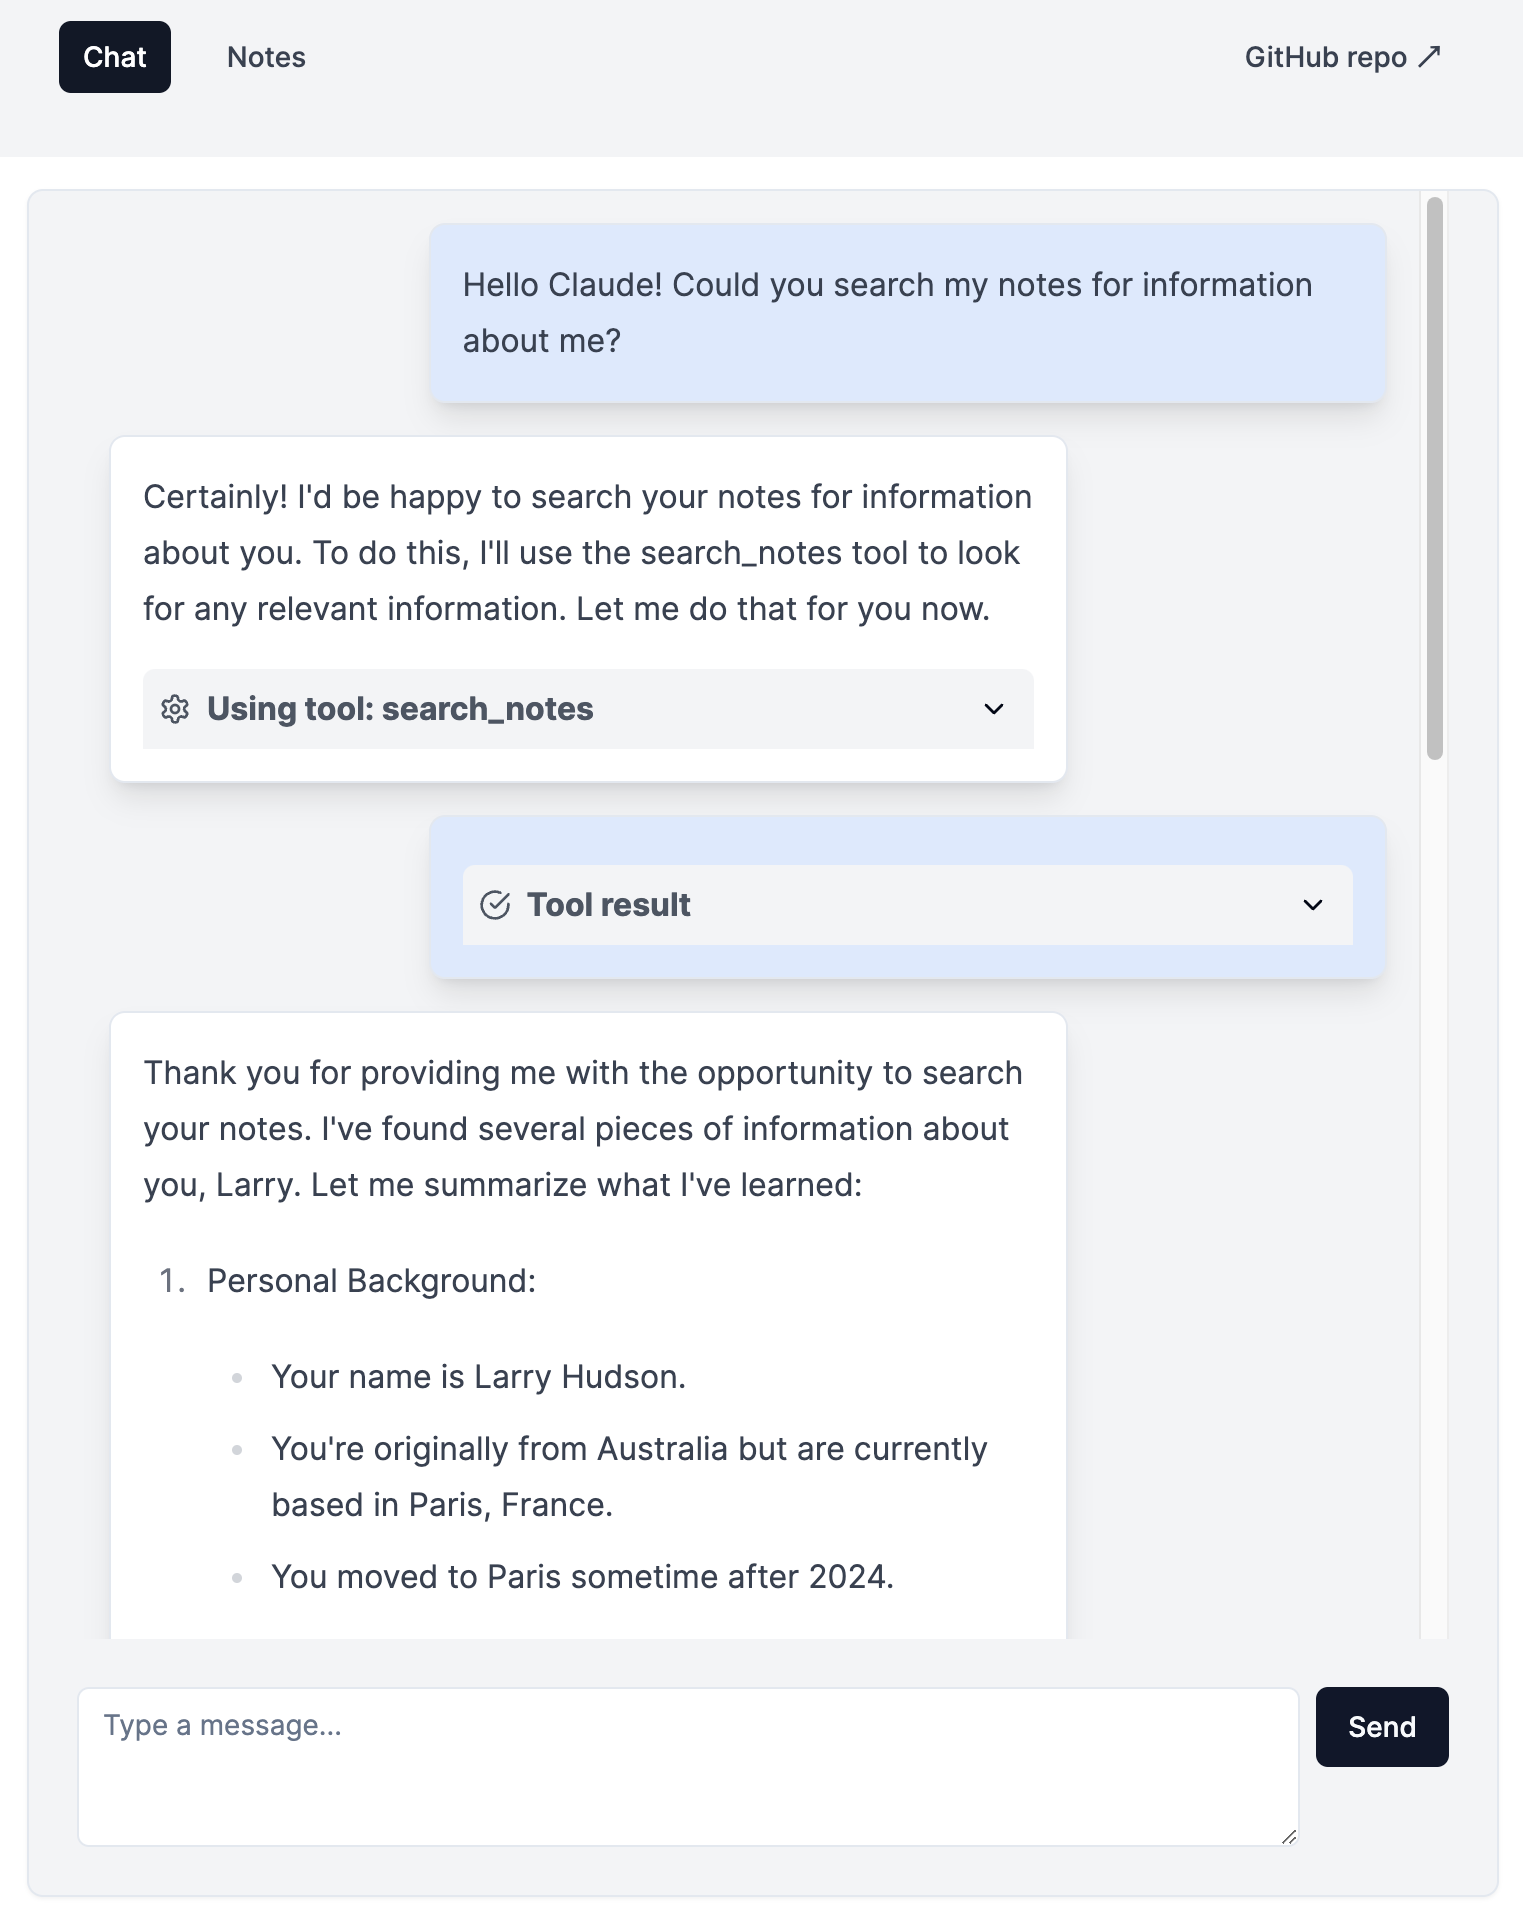 Chat
Notes
GitHub repo ↗
Hello Claude! Could you search my notes for information
about me?
Certainly! I'd be happy to search your notes for information
about you. To do this, I'll use the search_notes tool to look
for any relevant information. Let me do that for you now.
Using tool: search_notes
Tool result
Thank you for providing me with the opportunity to search
your notes. I've found several pieces of information about
you, Larry. Let me summarize what I've learned:
1. Personal Background:
• Your name is Larry Hudson.
• You're originally from Australia but are currently
based in Paris, France.
• You moved to Paris sometime after 2024.
Type a message...
Send